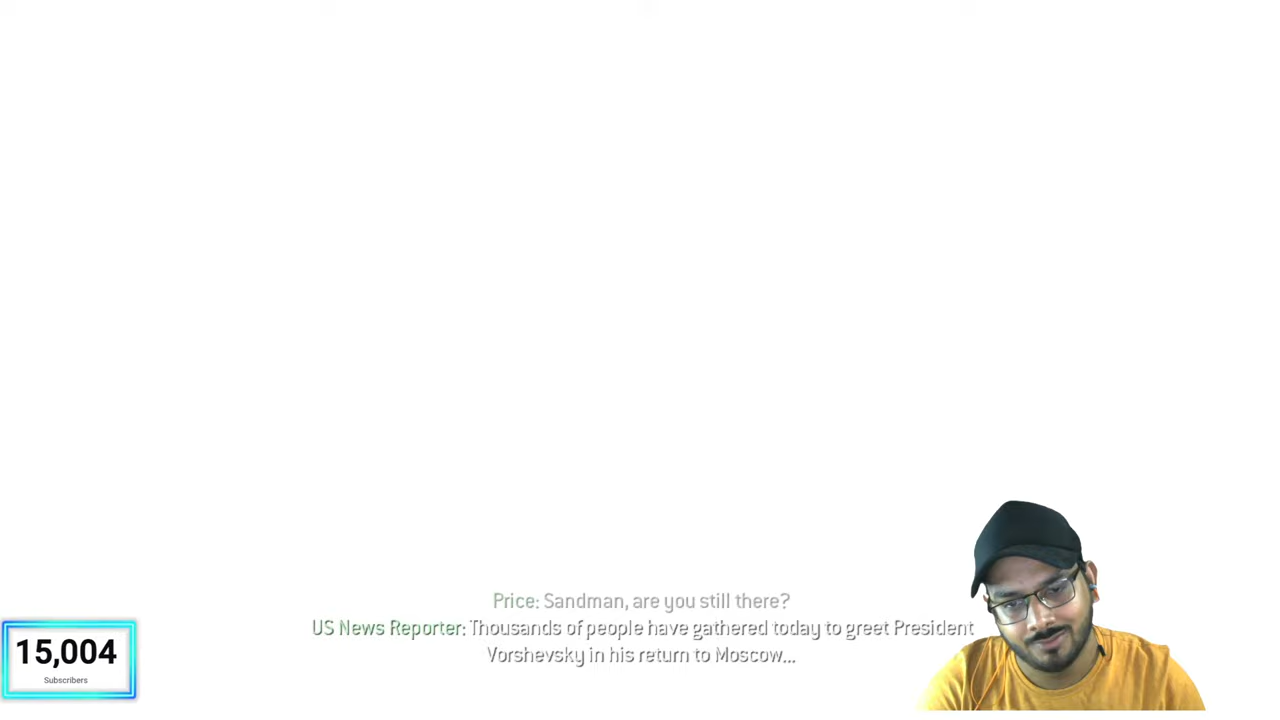 Price: Sandman, are you still there?
US News Reporter: Thousands of people have gathered today to greet President
Vorshevsky in his return to Moscow...
15,004
Subscribers